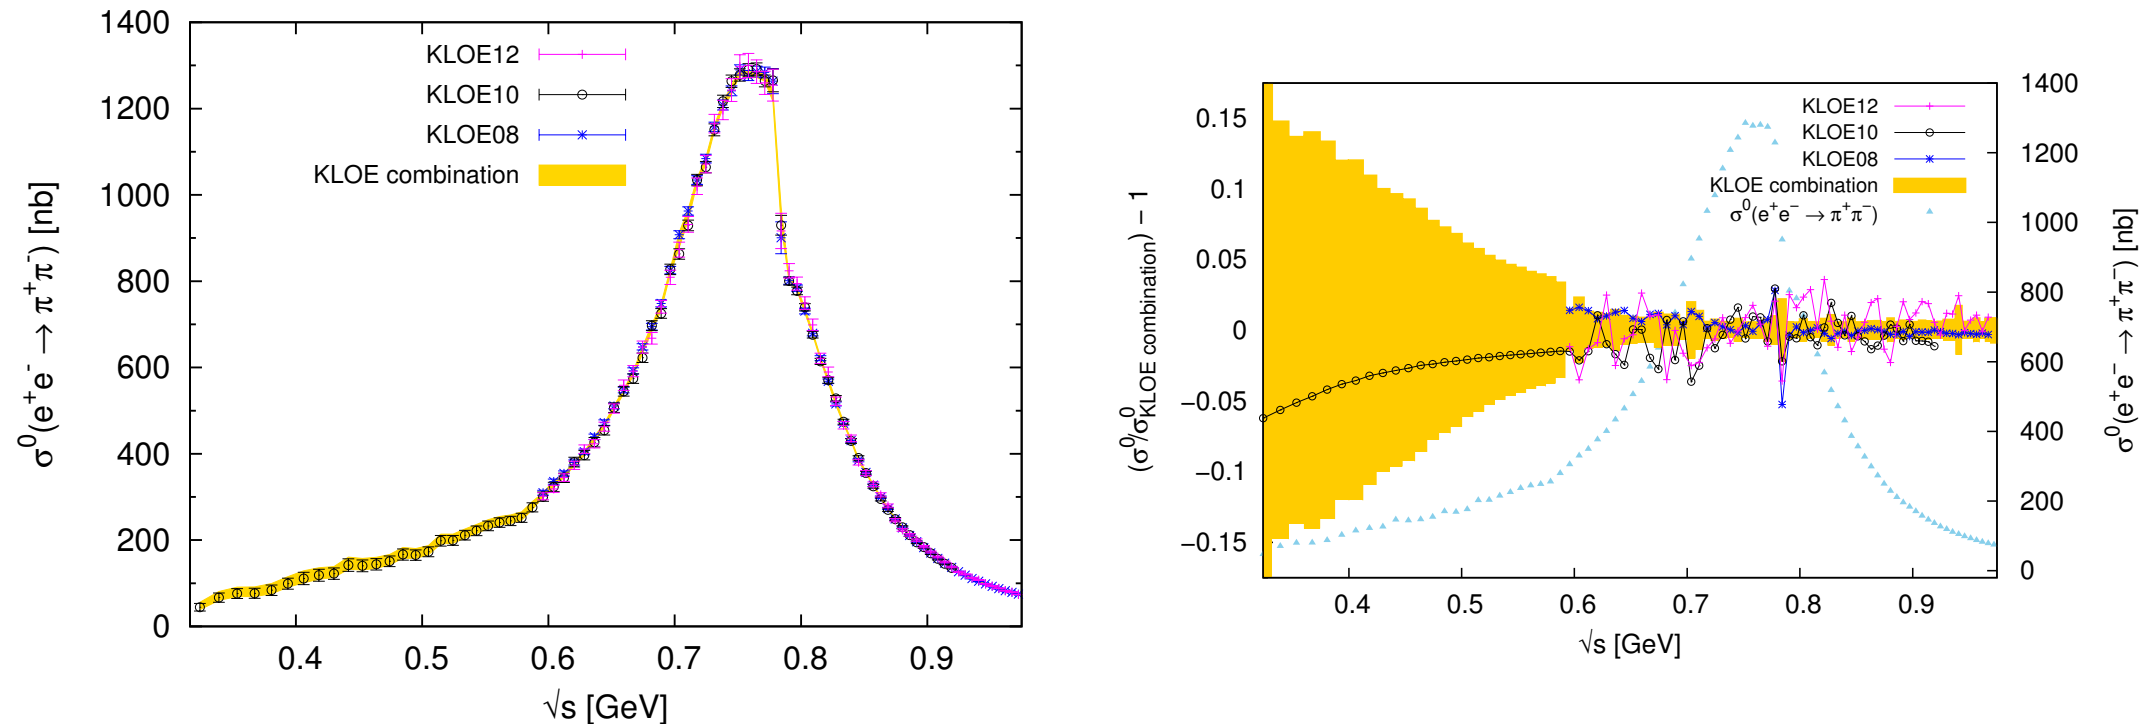 1400
1200
1000
800
600
400
200
0
0.4 0.5 0.6 0.7 0.8 0.9
√s [GeV]
σ⁰(e⁺e⁻ → π⁺π⁻) [nb]
KLOE12
KLOE10
KLOE08
KLOE combination
0.15
0.1
0.05
0
−0.05
−0.1
−0.15
(σ⁰/σ⁰KLOE combination) − 1
0.4 0.5 0.6 0.7 0.8 0.9
√s [GeV]
KLOE12
KLOE10
KLOE08
KLOE combination
σ⁰(e⁺e⁻ → π⁺π⁻)
1400
1200
1000
800
600
400
200
0
σ⁰(e⁺e⁻ → π⁺π⁻) [nb]